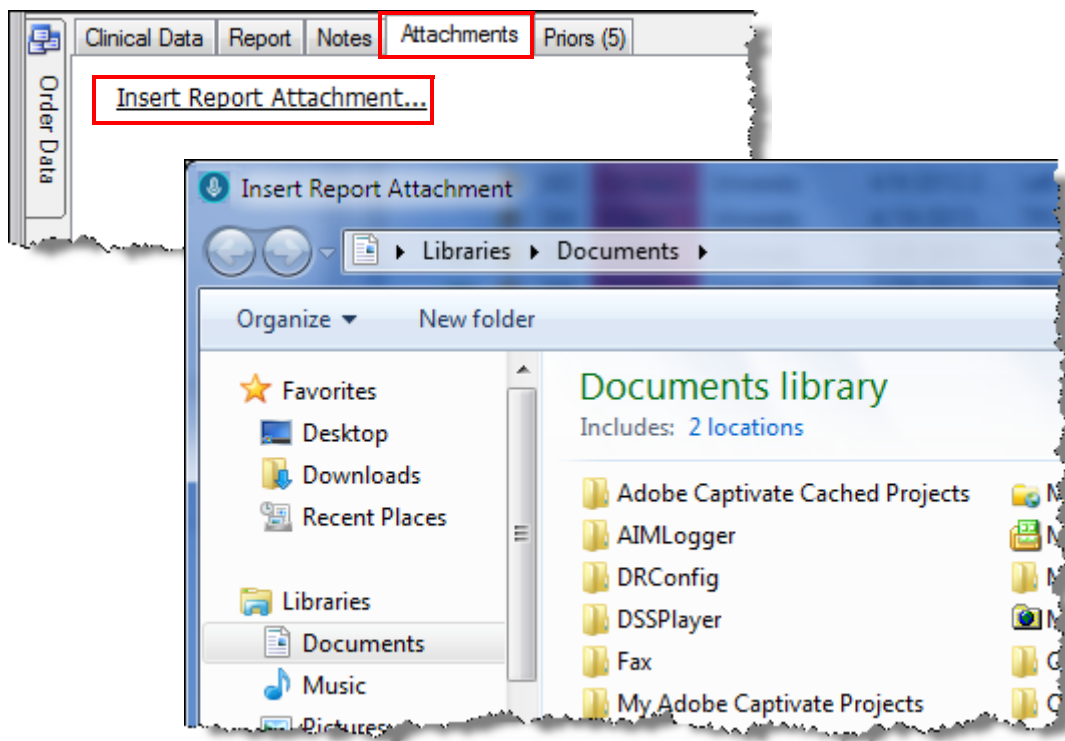 Clinical Data Report Notes Attachments Priors (5)
Order Data
Insert Report Attachment...
Insert Report Attachment
Libraries Documents
Organize New folder
Favorites
Desktop
Downloads
Recent Places
Libraries
Documents
Music
Pictures
Documents library
Includes: 2 locations
Adobe Captivate Cached Projects
AIMLogger
DRConfig
DSSPlayer
Fax
My Adobe Captivate Projects